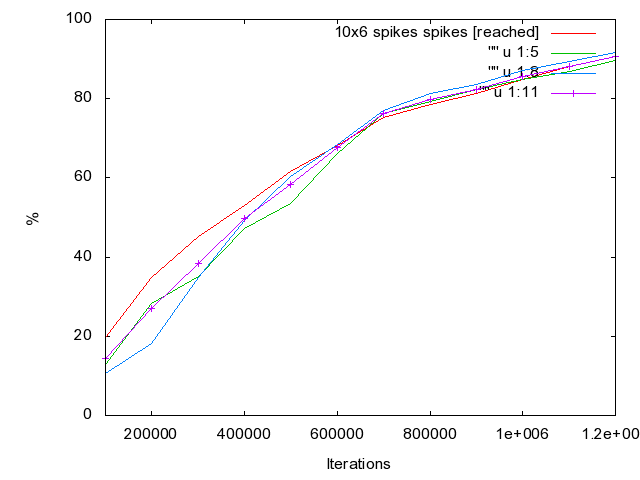 100
80
60
40
20
0
%
10x6 spikes spikes [reached]
"" u 1:5
"" u 1:8
"" u 1:11
200000 400000 600000 800000 1e+006 1.2e+00
Iterations